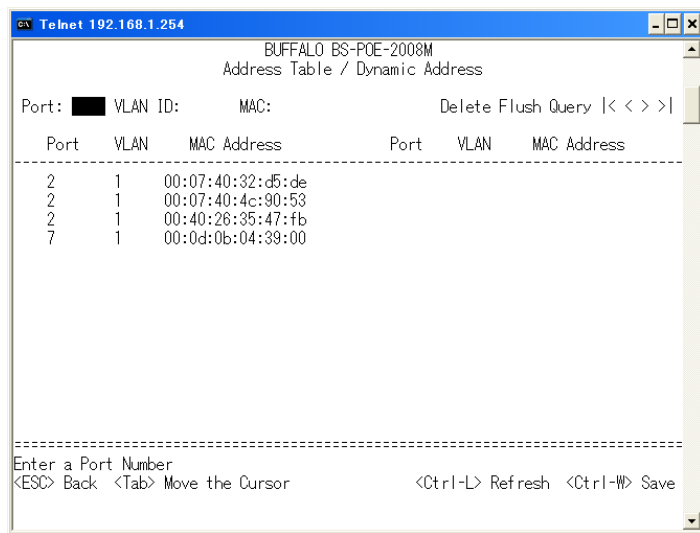 Telnet 192.168.1.254
BUFFALO BS-POE-2008M
Address Table / Dynamic Address
Port: VLAN ID: MAC: Delete Flush Query |< < > >|
Port VLAN MAC Address Port VLAN MAC Address
2 1 00:07:40:32:d5:de
2 1 00:07:40:4c:90:53
2 1 00:40:26:35:47:fb
7 1 00:0d:0b:04:39:00
Enter a Port Number
<ESC> Back <Tab> Move the Cursor <Ctrl-L> Refresh <Ctrl-W> Save